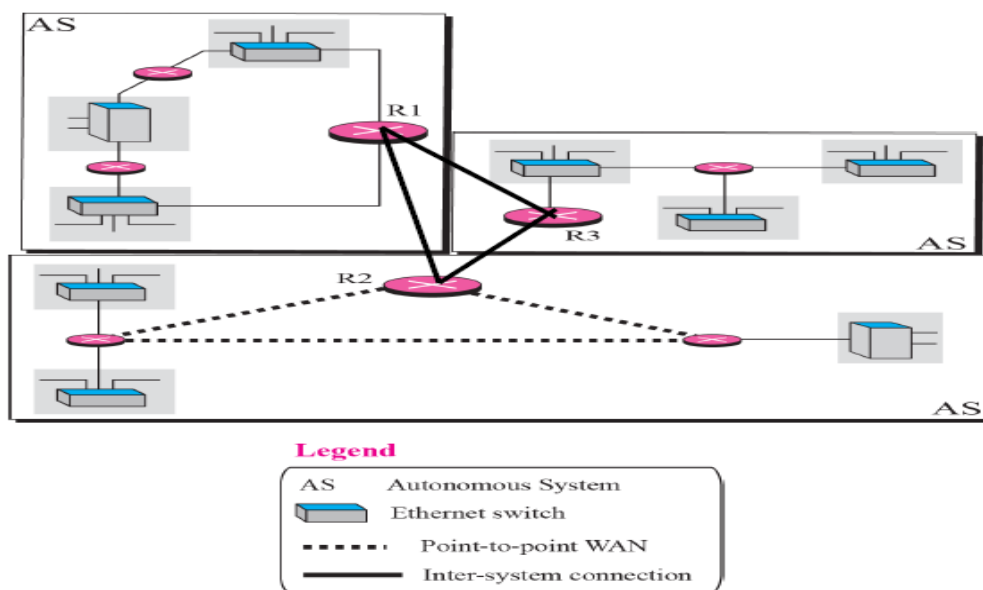 AS
R1
R3
AS
R2
AS
Legend
AS Autonomous System
Ethernet switch
Point-to-point WAN
Inter-system connection